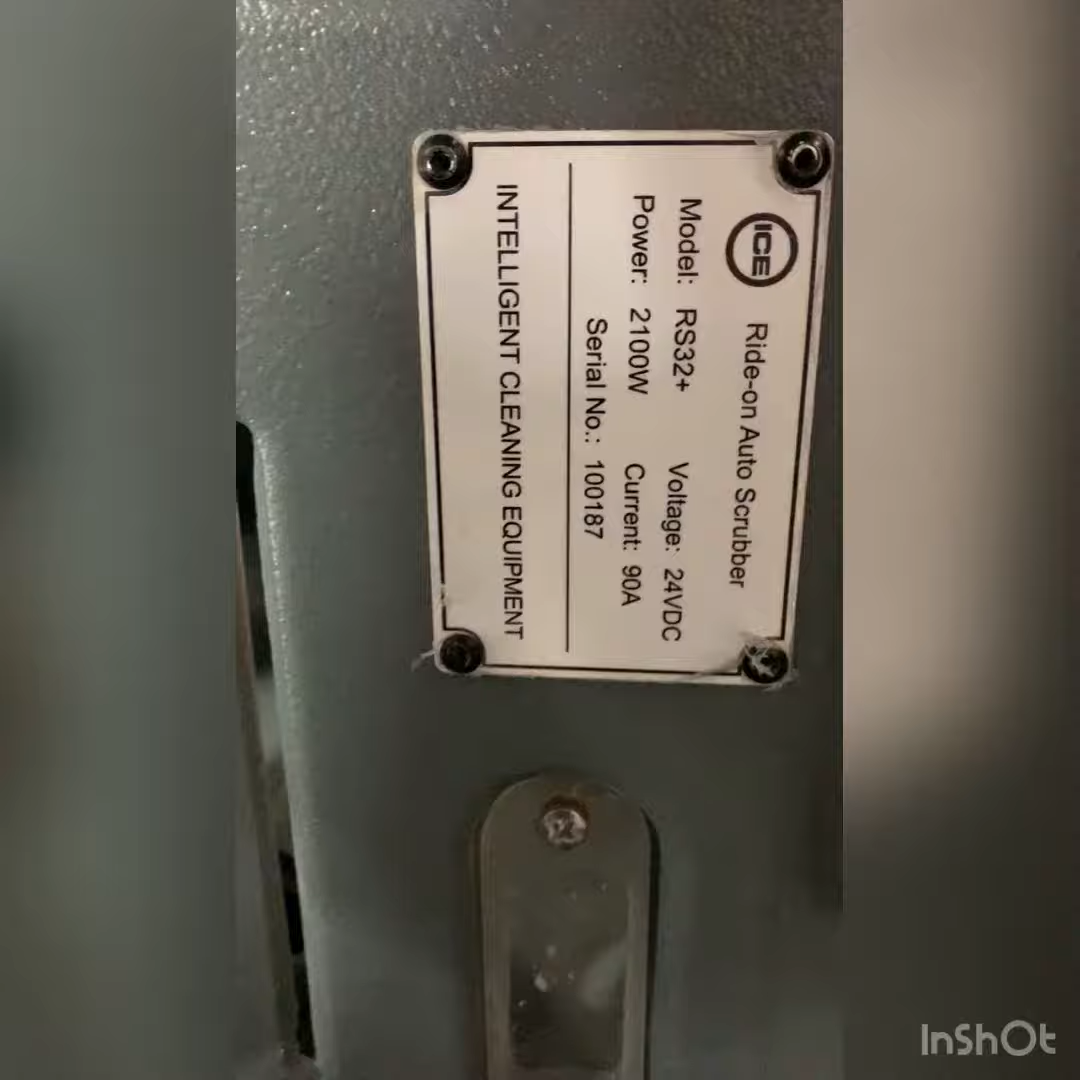 ICE Ride-on Auto Scrubber
Model: RS32+ Voltage: 24VDC
Power: 2100W Current: 90A
Serial No.: 100187
INTELLIGENT CLEANING EQUIPMENT
InShOt